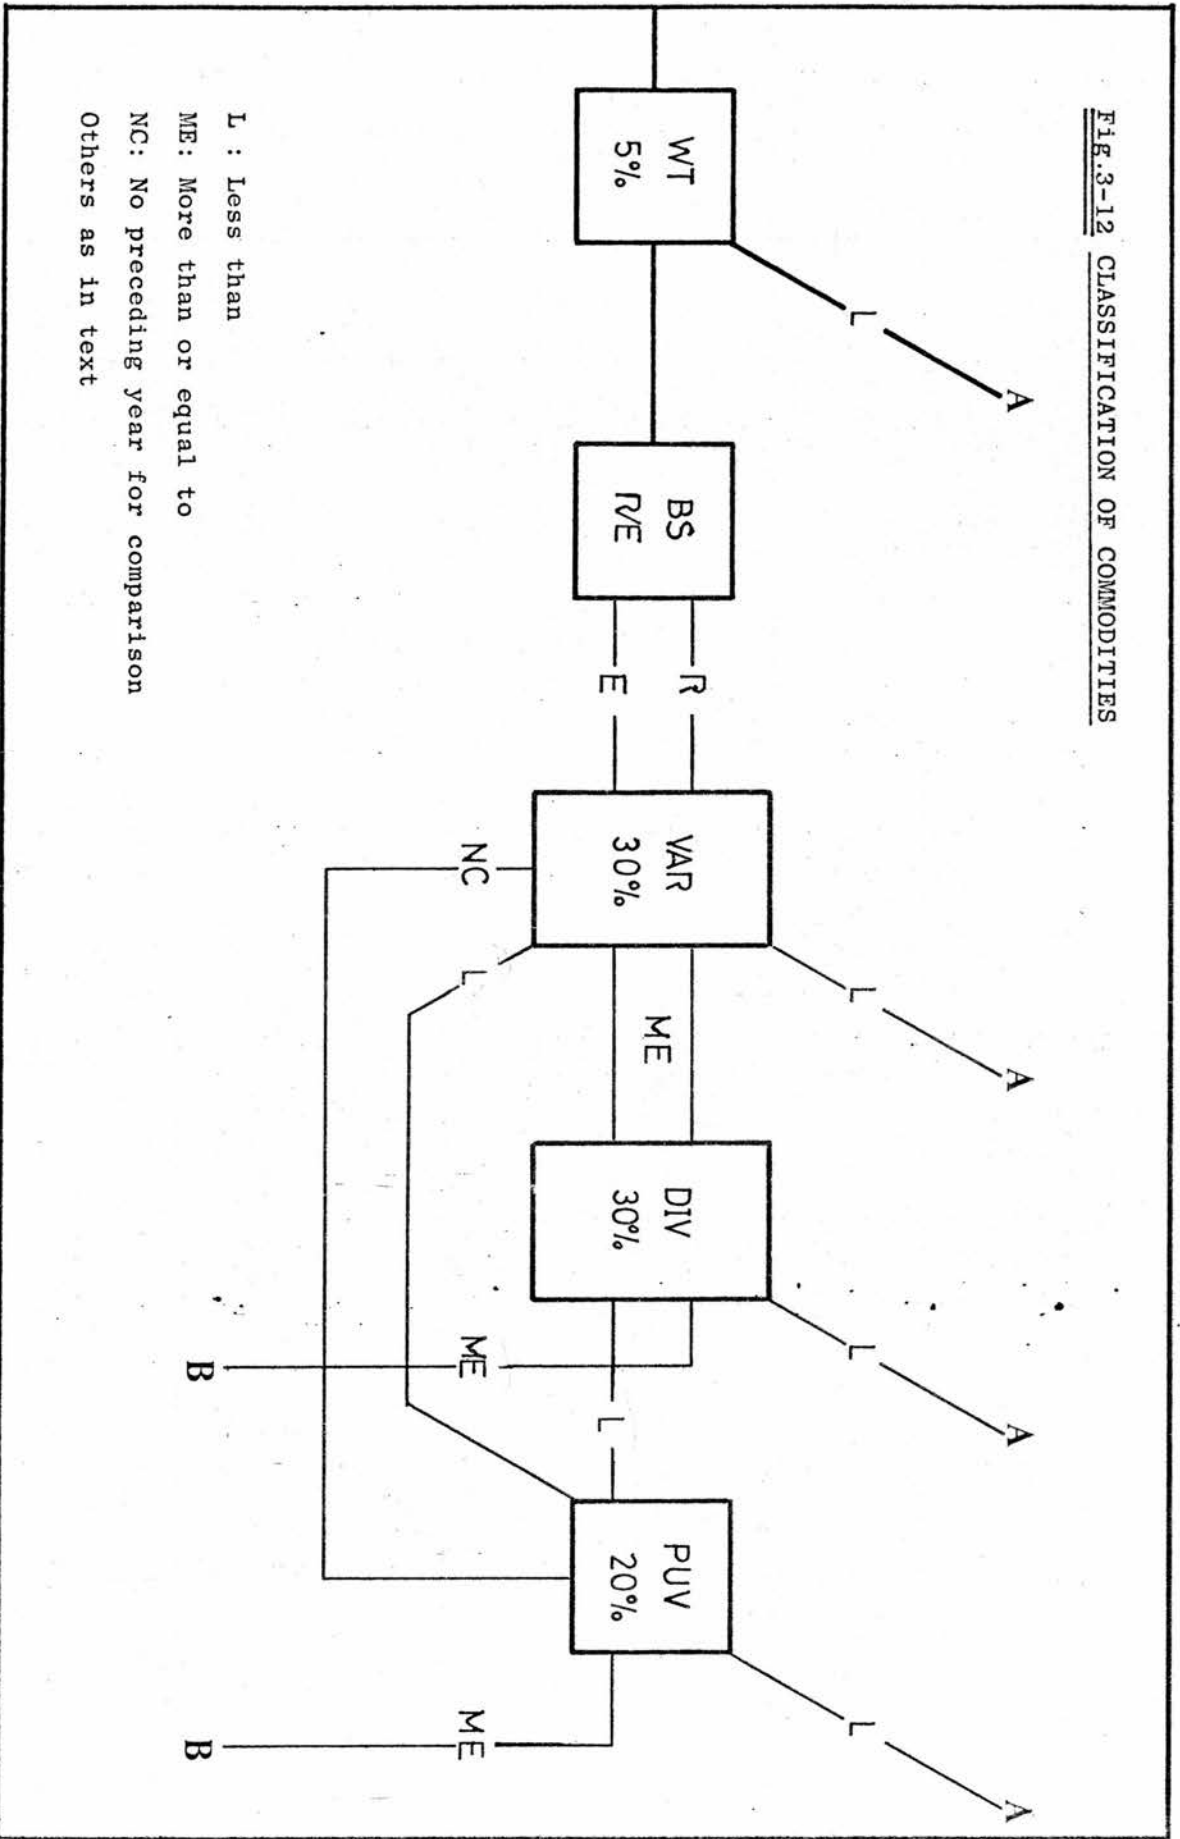 Fig.3-12 CLASSIFICATION OF COMMODITIES
A
A
A
A
L
L
L
L
WT
5%
BS
R/E
R
E
VAR
30%
ME
DIV
30%
L
PUV
20%
NC
L
ME
ME
B
B
L : Less than
ME: More than or equal to
NC: No preceding year for comparison
Others as in text